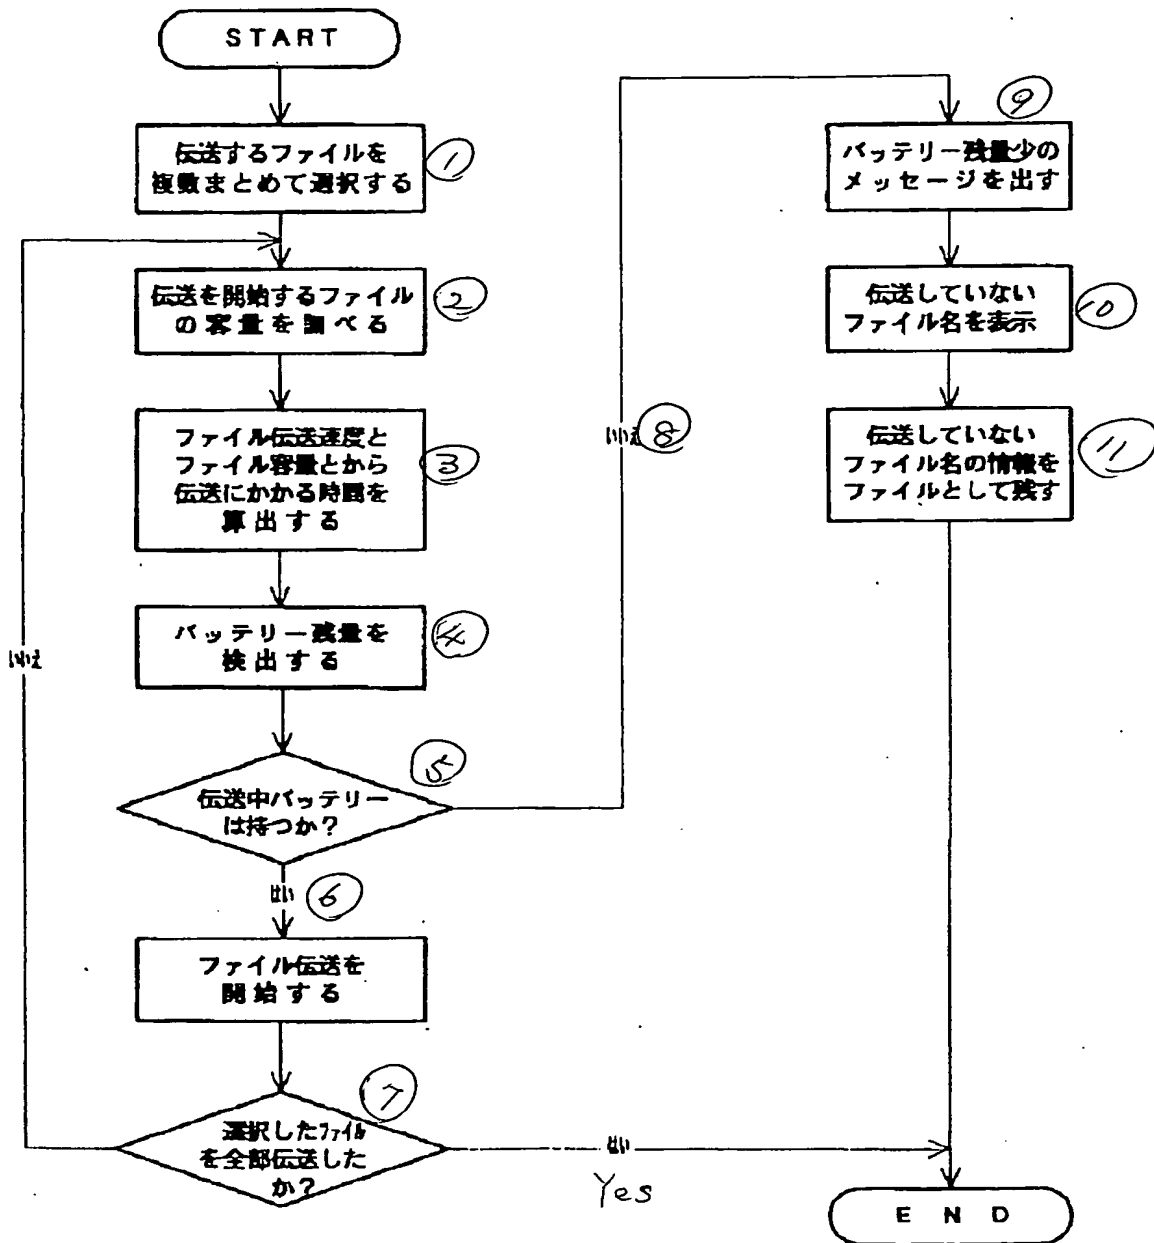 START
伝送するファイルを
複数まとめて選択する
①
伝送を開始するファイル
の容量を調べる
②
ファイル伝送速度と
ファイル容量とから
伝送にかかる時間を
算出する
③
バッテリー残量を
検出する
④
伝送中バッテリー
は持つか?
⑤
はい
⑥
ファイル伝送を
開始する
選択したファイル
を全部伝送した
か?
⑦
いいえ
はい
Yes
いいえ
⑧
⑨
バッテリー残量少の
メッセージを出す
伝送していない
ファイル名を表示
⑩
伝送していない
ファイル名の情報を
ファイルとして残す
⑪
END